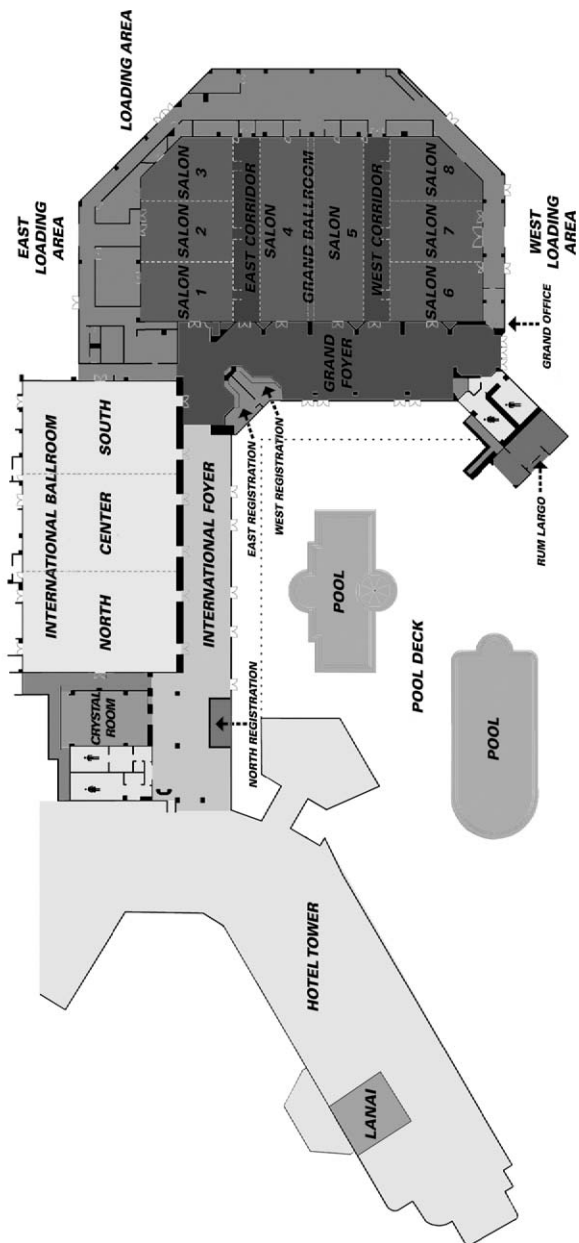 LOADING AREA
EAST
LOADING
AREA
SALON
1
SALON
2
SALON
3
EAST CORRIDOR
SALON
4
GRAND BALLROOM
SALON
5
WEST CORRIDOR
SALON
6
SALON
7
SALON
8
WEST
LOADING
AREA
GRAND OFFICE
GRAND
FOYER
INTERNATIONAL BALLROOM
NORTH
CENTER
SOUTH
INTERNATIONAL FOYER
EAST REGISTRATION
WEST REGISTRATION
RUM LARGO
CRYSTAL
ROOM
NORTH REGISTRATION
POOL
POOL DECK
POOL
HOTEL TOWER
LANAI